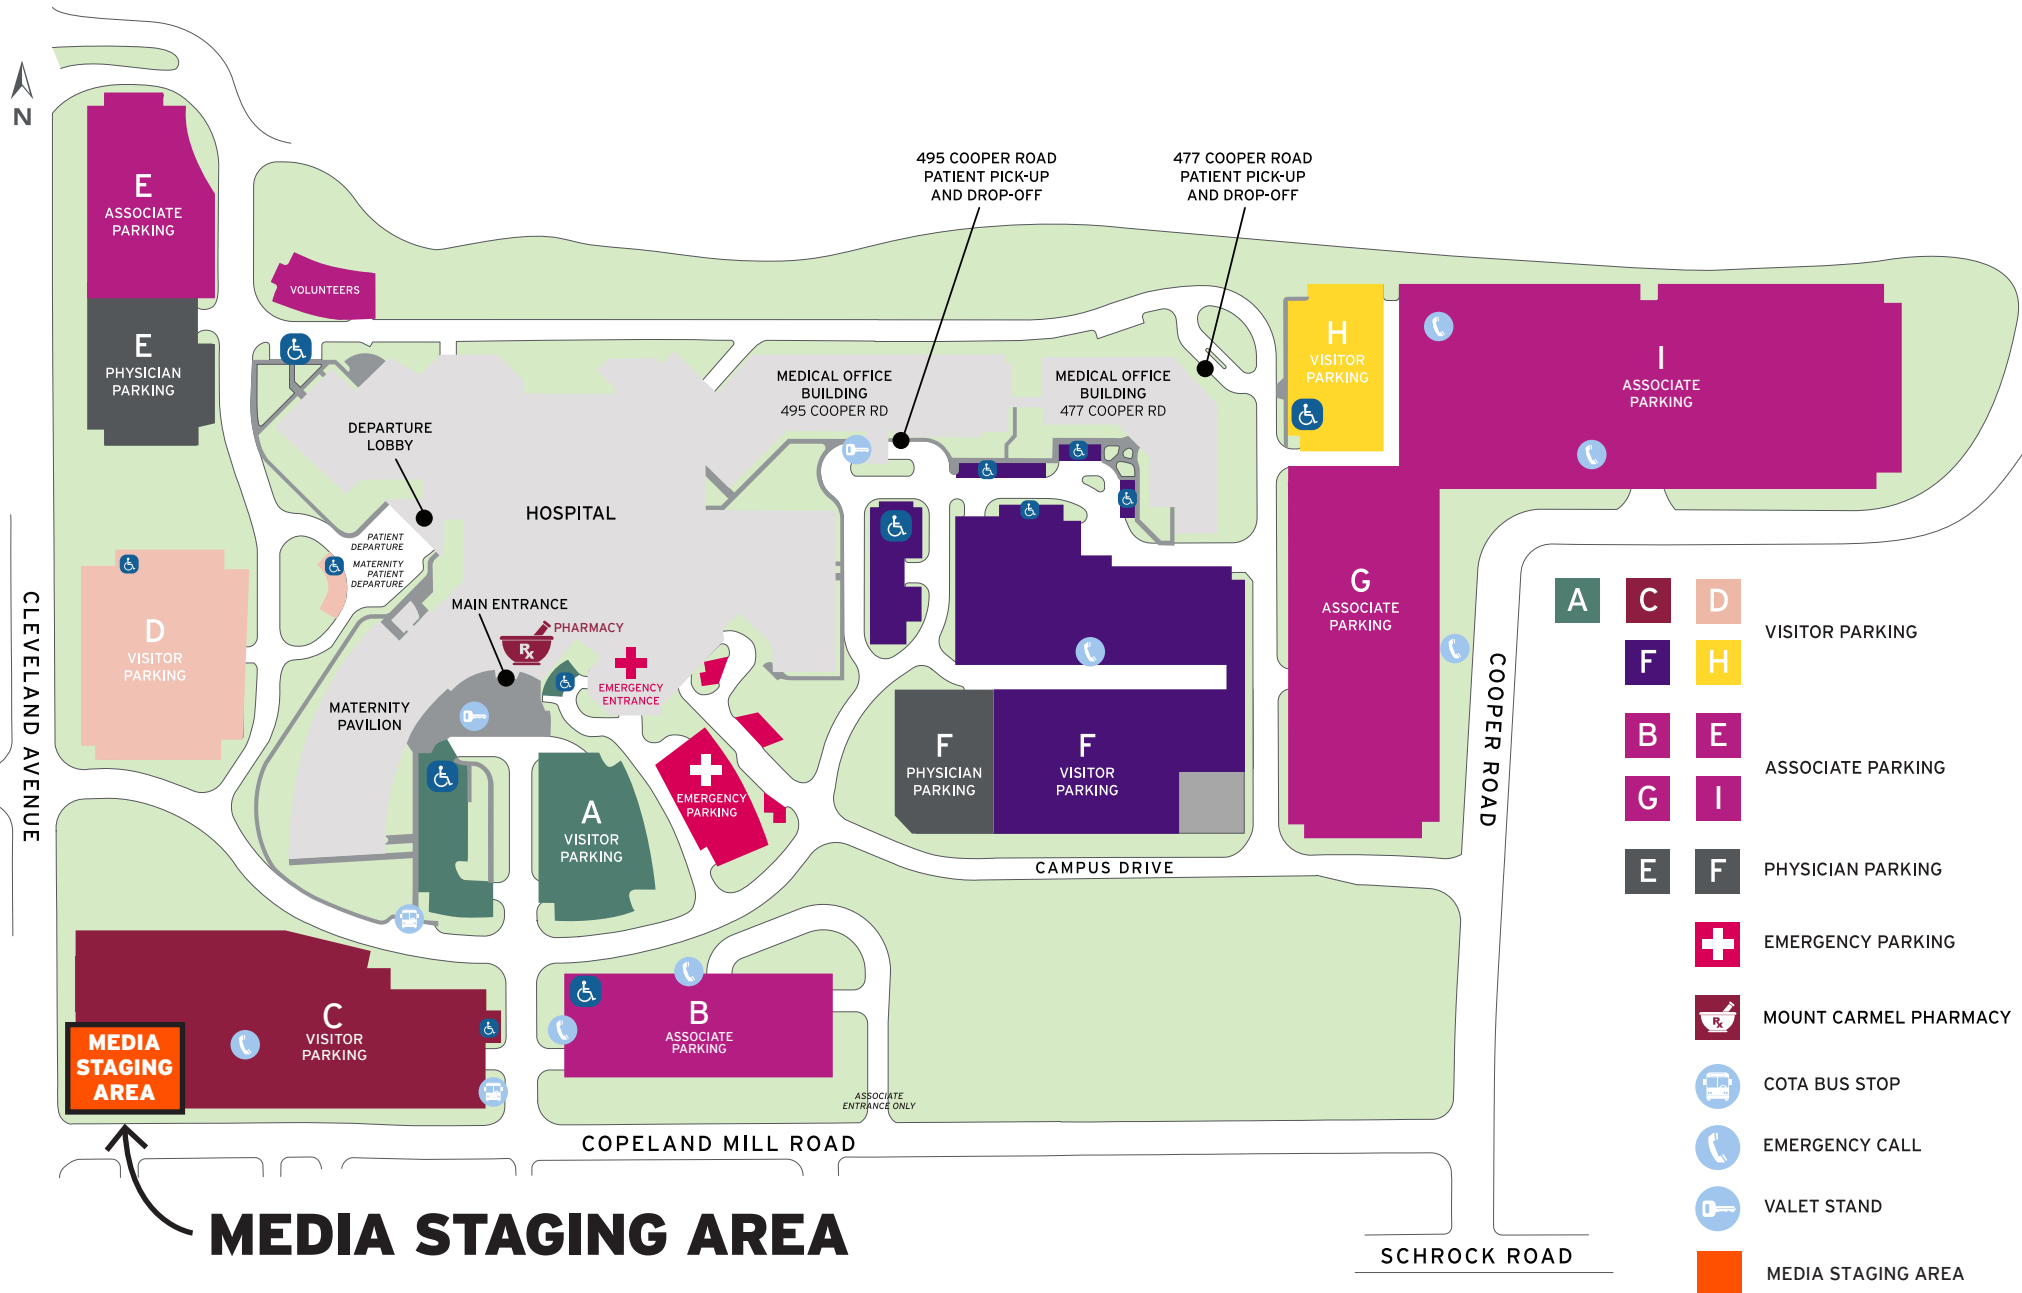 N
E
ASSOCIATE
PARKING
VOLUNTEERS
E
PHYSICIAN
PARKING
495 COOPER ROAD
PATIENT PICK-UP
AND DROP-OFF
477 COOPER ROAD
PATIENT PICK-UP
AND DROP-OFF
MEDICAL OFFICE
BUILDING
495 COOPER RD
MEDICAL OFFICE
BUILDING
477 COOPER RD
H
VISITOR
PARKING
I
ASSOCIATE
PARKING
DEPARTURE
LOBBY
HOSPITAL
PATIENT
DEPARTURE
MATERNITY
PATIENT
DEPARTURE
MAIN ENTRANCE
PHARMACY
Rx
EMERGENCY
ENTRANCE
MATERNITY
PAVILION
D
VISITOR
PARKING
CLEVELAND AVENUE
G
ASSOCIATE
PARKING
COOPER ROAD
F
PHYSICIAN
PARKING
F
VISITOR
PARKING
EMERGENCY
PARKING
A
VISITOR
PARKING
CAMPUS DRIVE
C
VISITOR
PARKING
B
ASSOCIATE
PARKING
MEDIA
STAGING
AREA
ASSOCIATE
ENTRANCE ONLY
COPELAND MILL ROAD
MEDIA STAGING AREA
SCHROCK ROAD
A C D
F H
VISITOR PARKING
B E
G I
ASSOCIATE PARKING
E F
PHYSICIAN PARKING
EMERGENCY PARKING
Rx
MOUNT CARMEL PHARMACY
COTA BUS STOP
EMERGENCY CALL
VALET STAND
MEDIA STAGING AREA